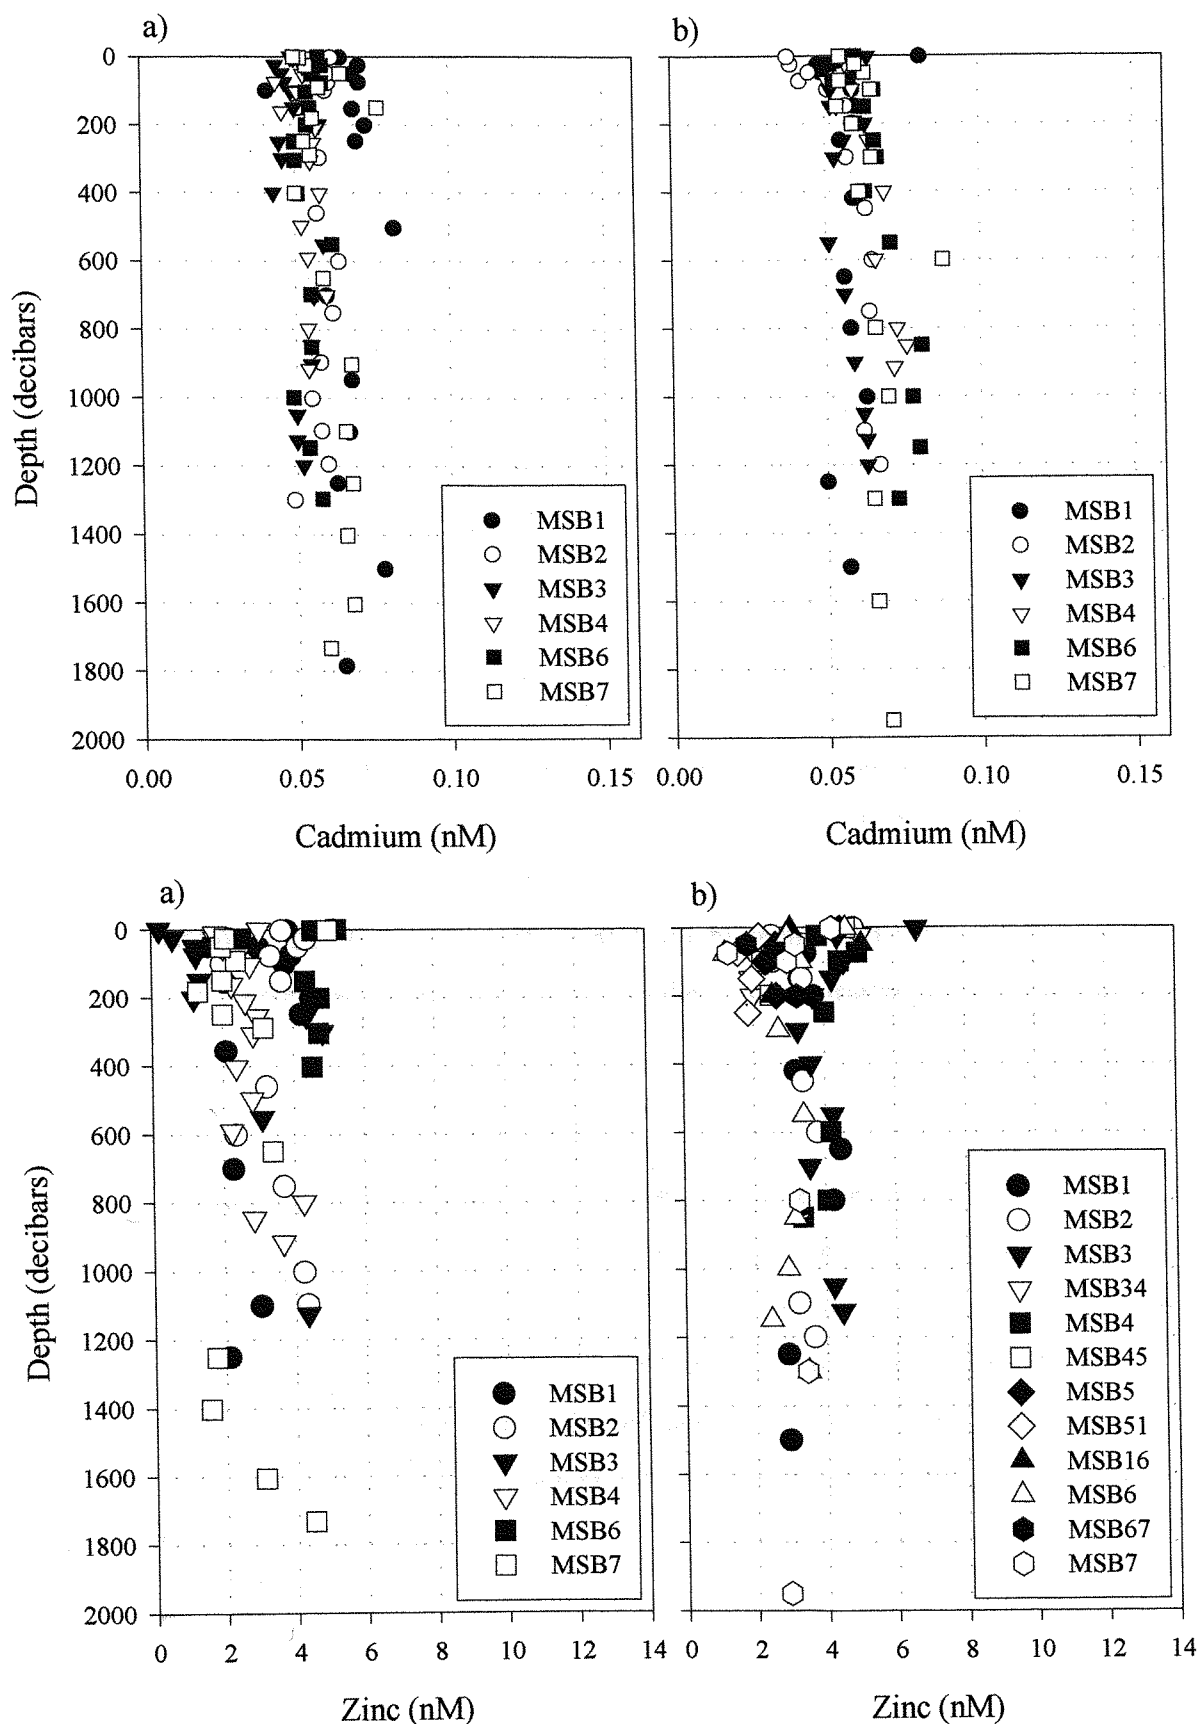 a)
0
200
400
600
800
1000
1200
1400
1600
1800
2000
Depth (decibars)
MSB1
MSB2
MSB3
MSB4
MSB6
MSB7
0.00 0.05 0.10 0.15
Cadmium (nM)
b)
MSB1
MSB2
MSB3
MSB4
MSB6
MSB7
0.00 0.05 0.10 0.15
Cadmium (nM)
a)
0
200
400
600
800
1000
1200
1400
1600
1800
2000
Depth (decibars)
MSB1
MSB2
MSB3
MSB4
MSB6
MSB7
0 2 4 6 8 10 12 14
Zinc (nM)
b)
MSB1
MSB2
MSB3
MSB34
MSB4
MSB45
MSB5
MSB51
MSB16
MSB6
MSB67
MSB7
0 2 4 6 8 10 12 14
Zinc (nM)